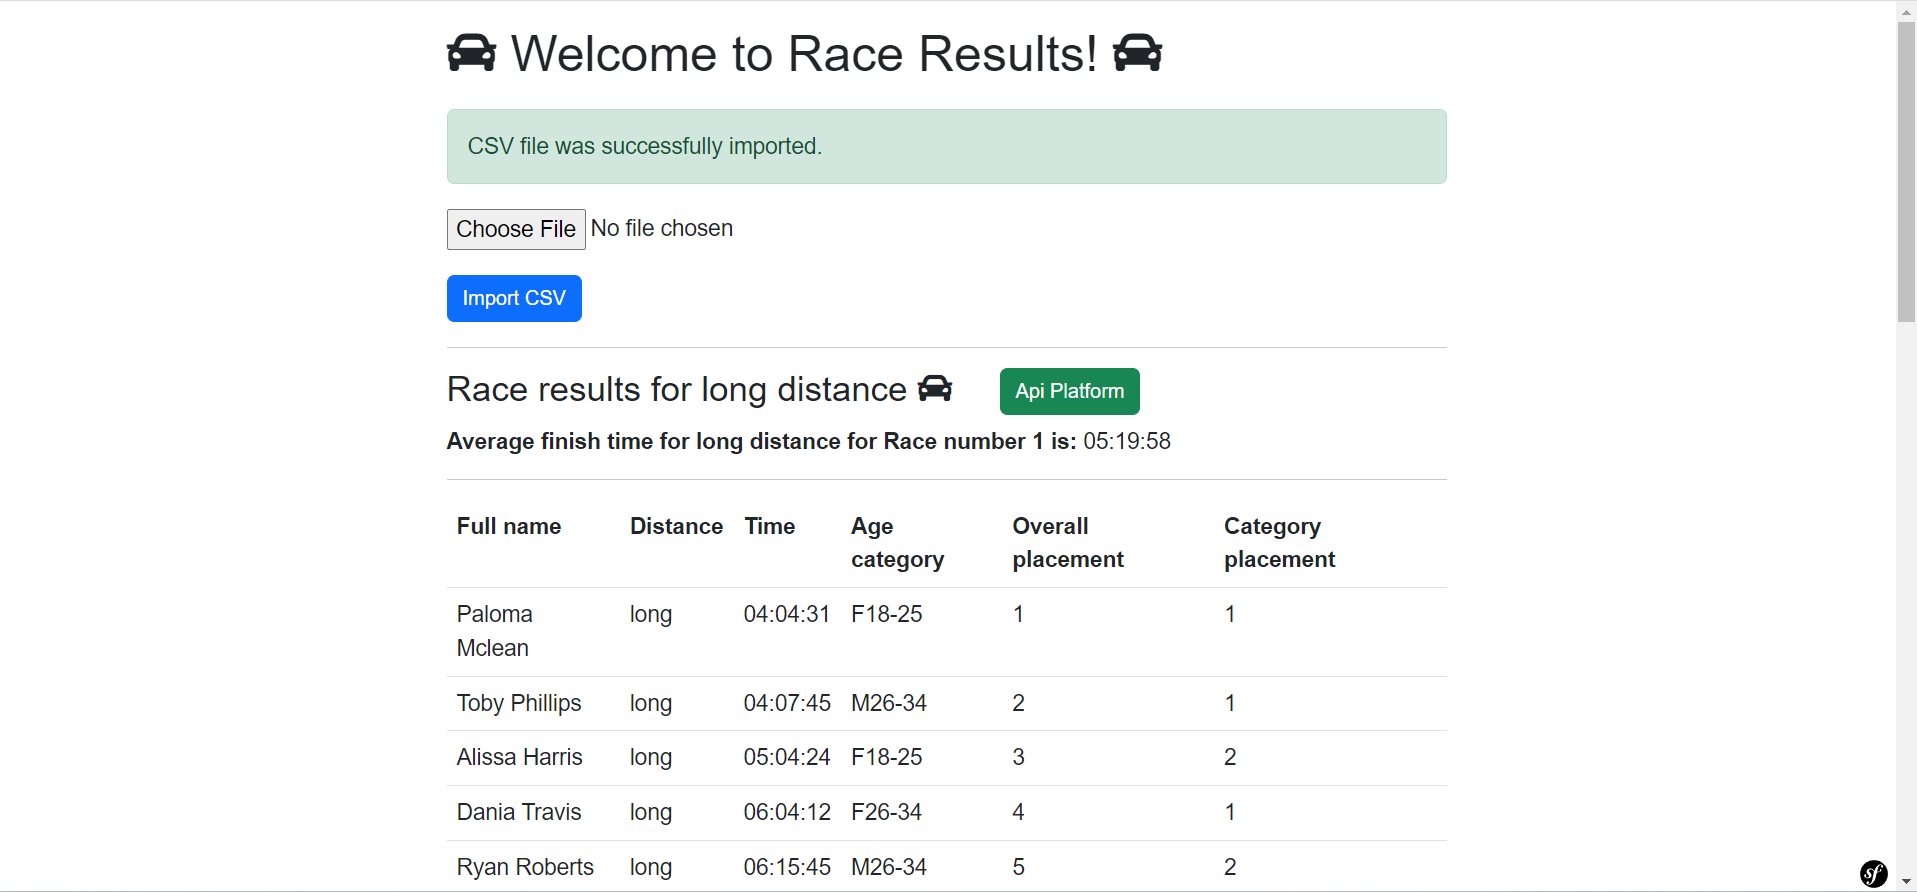 Welcome to Race Results!
CSV file was successfully imported.
Choose File No file chosen
Import CSV
Race results for long distance Api Platform
Average finish time for long distance for Race number 1 is: 05:19:58
Full name Distance Time Age category Overall placement Category placement
Paloma Mclean long 04:04:31 F18-25 1 1
Toby Phillips long 04:07:45 M26-34 2 1
Alissa Harris long 05:04:24 F18-25 3 2
Dania Travis long 06:04:12 F26-34 4 1
Ryan Roberts long 06:15:45 M26-34 5 2
sf